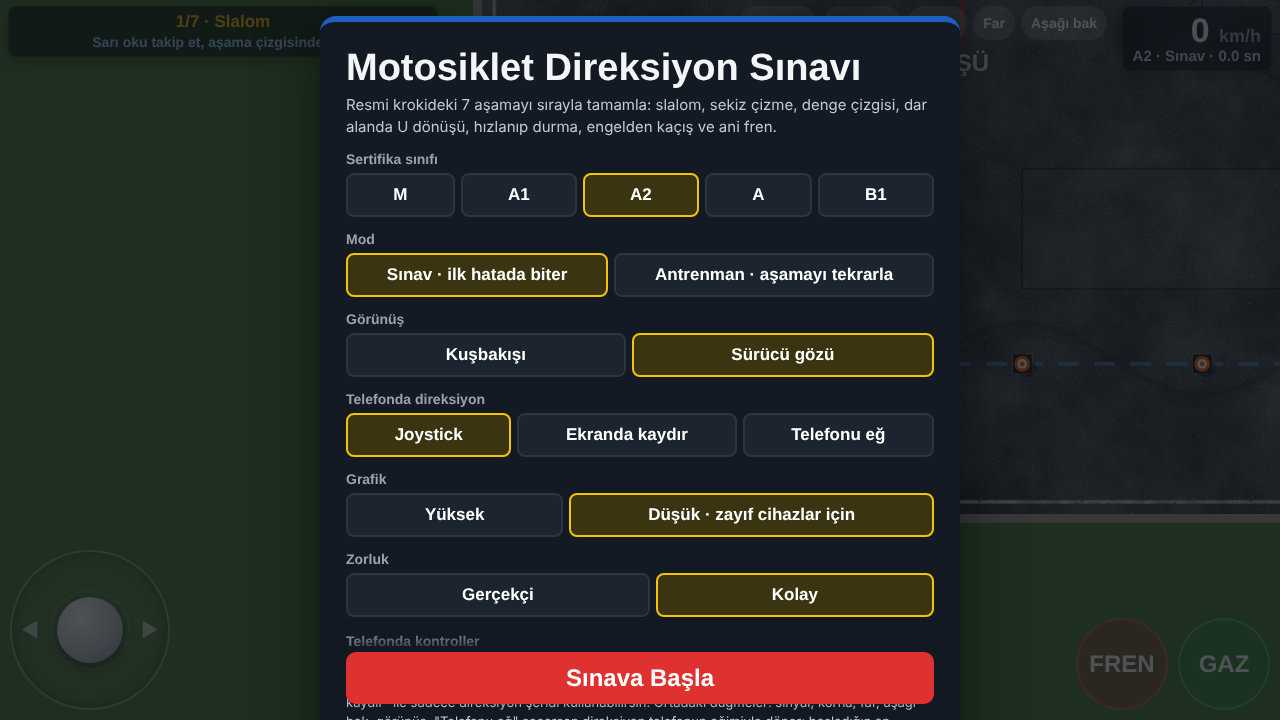 1/7 · Slalom
Sarı oku takip et, aşama çizgisinde
Far
Aşağı bak
0 km/h
A2 · Sınav · 0.0 sn
ŞÜ
Motosiklet Direksiyon Sınavı
Resmi krokideki 7 aşamayı sırayla tamamla: slalom, sekiz çizme, denge çizgisi, dar
alanda U dönüşü, hızlanıp durma, engelden kaçış ve ani fren.
Sertifika sınıfı
M A1 A2 A B1
Mod
Sınav · ilk hatada biter Antrenman · aşamayı tekrarla
Görünüş
Kuşbakışı Sürücü gözü
Telefonda direksiyon
Joystick Ekranda kaydır Telefonu eğ
Grafik
Yüksek Düşük · zayıf cihazlar için
Zorluk
Gerçekçi Kolay
Telefonda kontroller
Sınava Başla
FREN GAZ